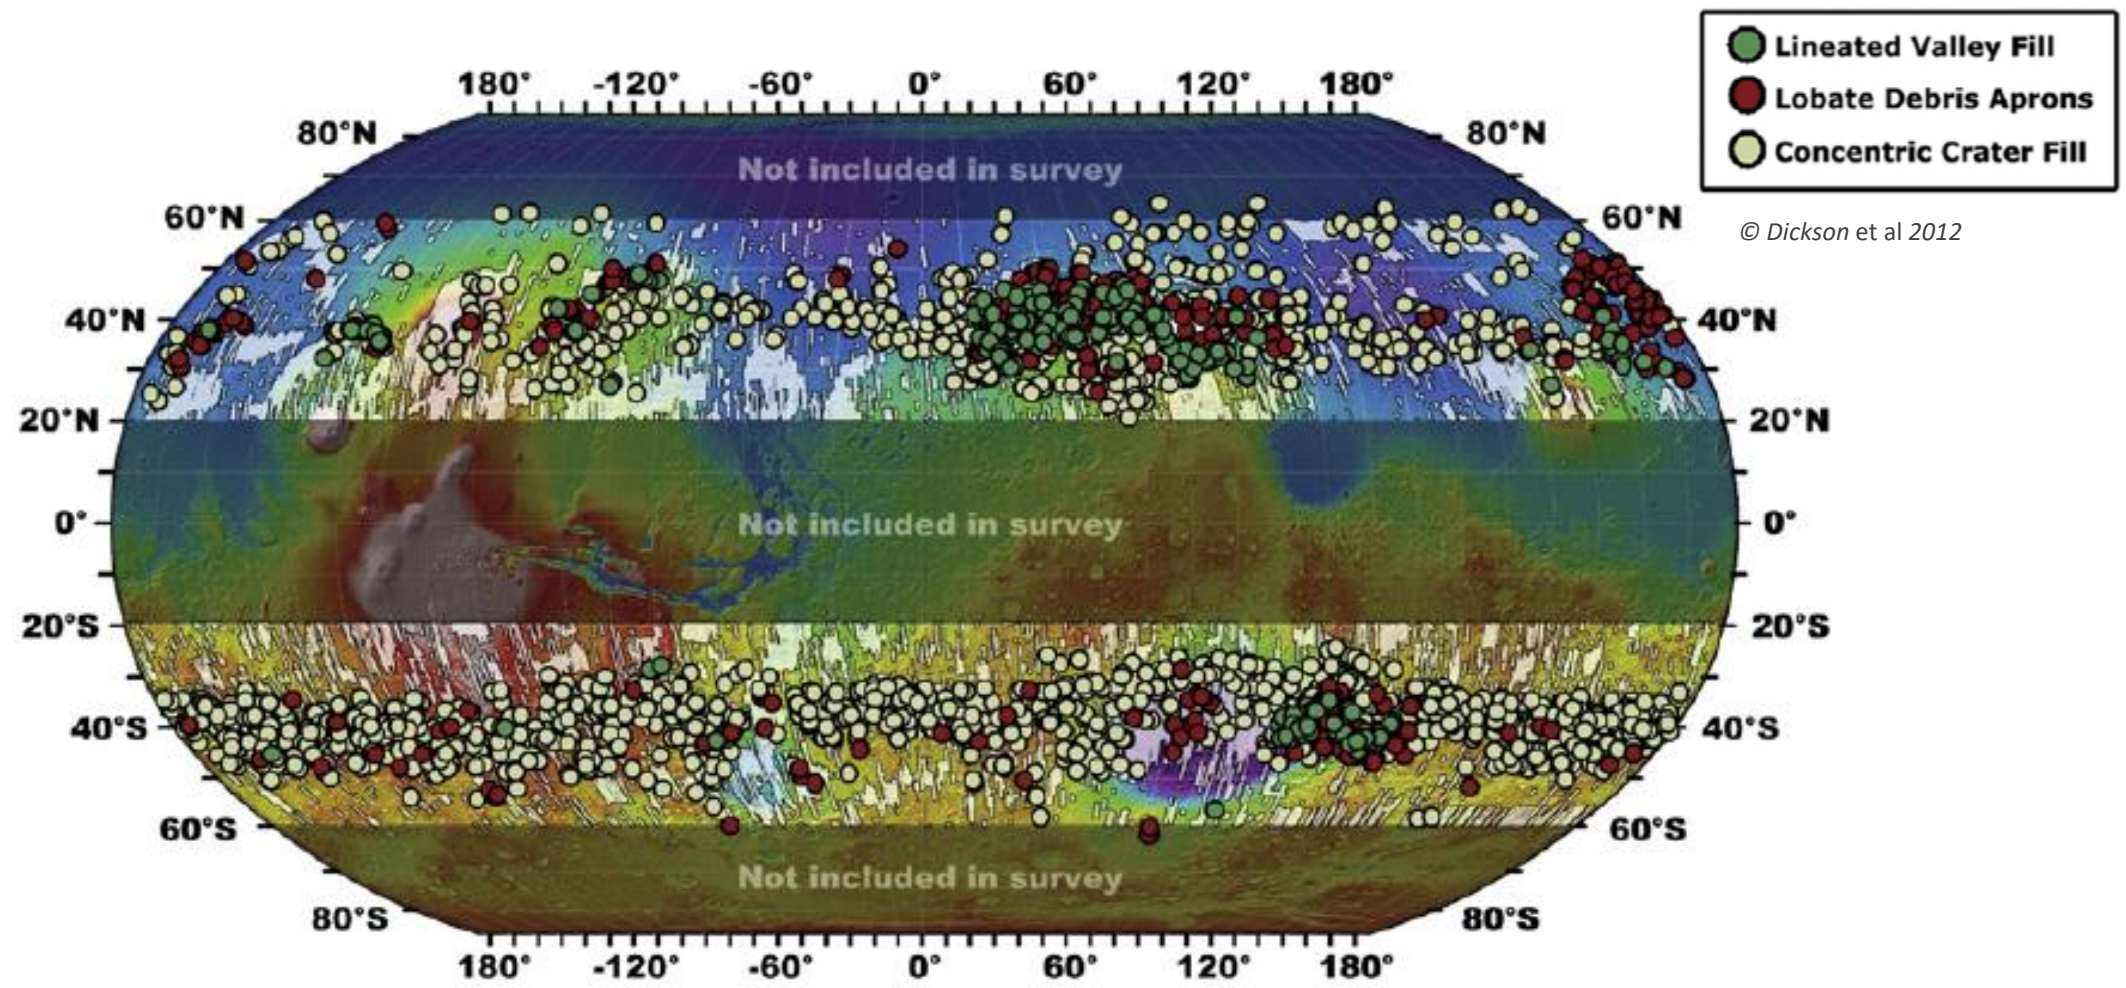 180° -120° -60° 0° 60° 120° 180°
Lineated Valley Fill
Lobate Debris Aprons
Concentric Crater Fill
© Dickson et al 2012
80°N 80°N
Not included in survey
60°N 60°N
40°N 40°N
20°N 20°N
0° Not included in survey 0°
20°S 20°S
40°S 40°S
60°S 60°S
Not included in survey
80°S 80°S
180° -120° -60° 0° 60° 120° 180°